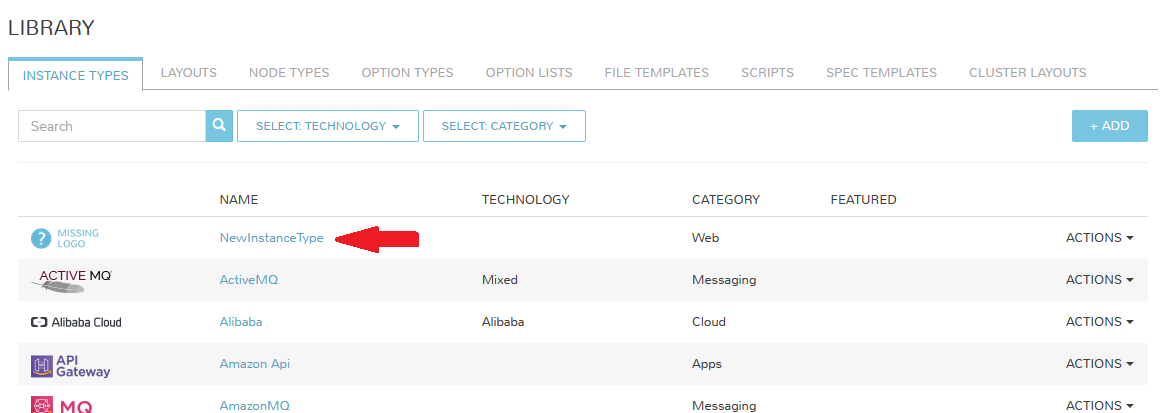 LIBRARY
INSTANCE TYPES LAYOUTS NODE TYPES OPTION TYPES OPTION LISTS FILE TEMPLATES SCRIPTS SPEC TEMPLATES CLUSTER LAYOUTS
Search SELECT: TECHNOLOGY SELECT: CATEGORY + ADD
NAME TECHNOLOGY CATEGORY FEATURED
? MISSING LOGO NewInstanceType Web ACTIONS
ACTIVE MQ ActiveMQ Mixed Messaging ACTIONS
Alibaba Cloud Alibaba Alibaba Cloud ACTIONS
API Gateway Amazon Api Apps ACTIONS
MQ AmazonMQ Messaging ACTIONS